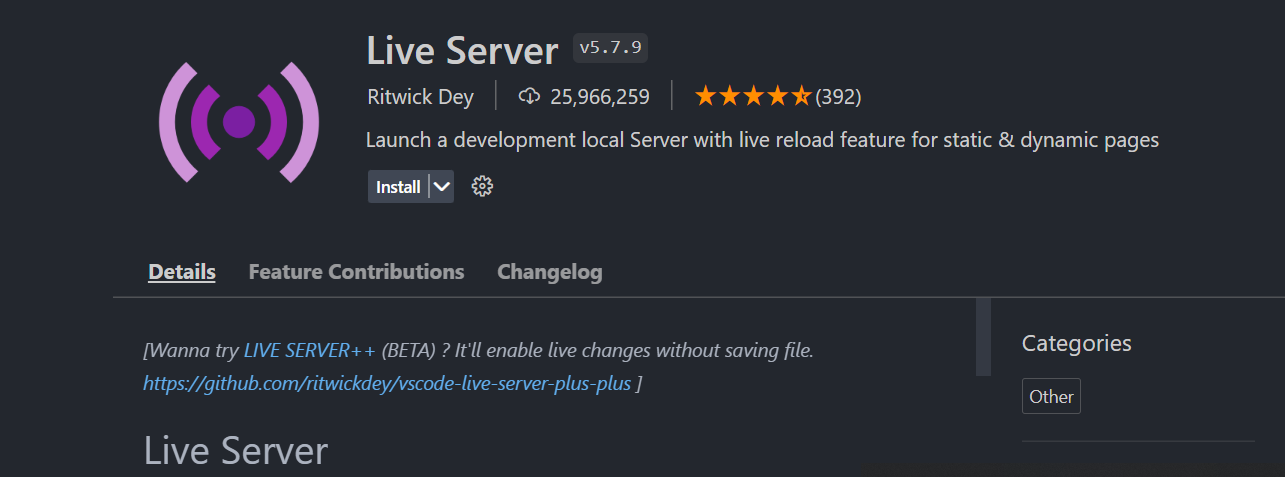 Live Server v5.7.9
Ritwick Dey 25,966,259 (392)
Launch a development local Server with live reload feature for static & dynamic pages
Install
Details Feature Contributions Changelog
[Wanna try LIVE SERVER++ (BETA) ? It'll enable live changes without saving file.
https://github.com/ritwickdey/vscode-live-server-plus-plus ]
Live Server
Categories
Other